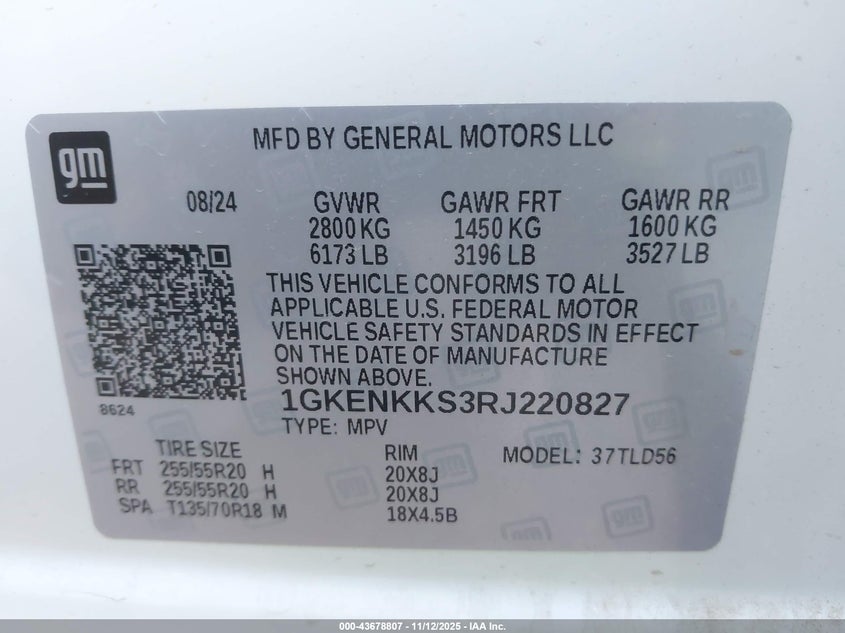 gm
MFD BY GENERAL MOTORS LLC
08/24 GVWR GAWR FRT GAWR RR
2800 KG 1450 KG 1600 KG
6173 LB 3196 LB 3527 LB
THIS VEHICLE CONFORMS TO ALL
APPLICABLE U.S. FEDERAL MOTOR
VEHICLE SAFETY STANDARDS IN EFFECT
ON THE DATE OF MANUFACTURE
SHOWN ABOVE.
8624
1GKENKKS3RJ220827
TYPE: MPV
TIRE SIZE RIM MODEL: 37TLD56
FRT 255/55R20 H 20X8J
RR 255/55R20 H 20X8J
SPA T135/70R18 M 18X4.5B
000-43678807 - 11/12/2025 - IAA Inc.